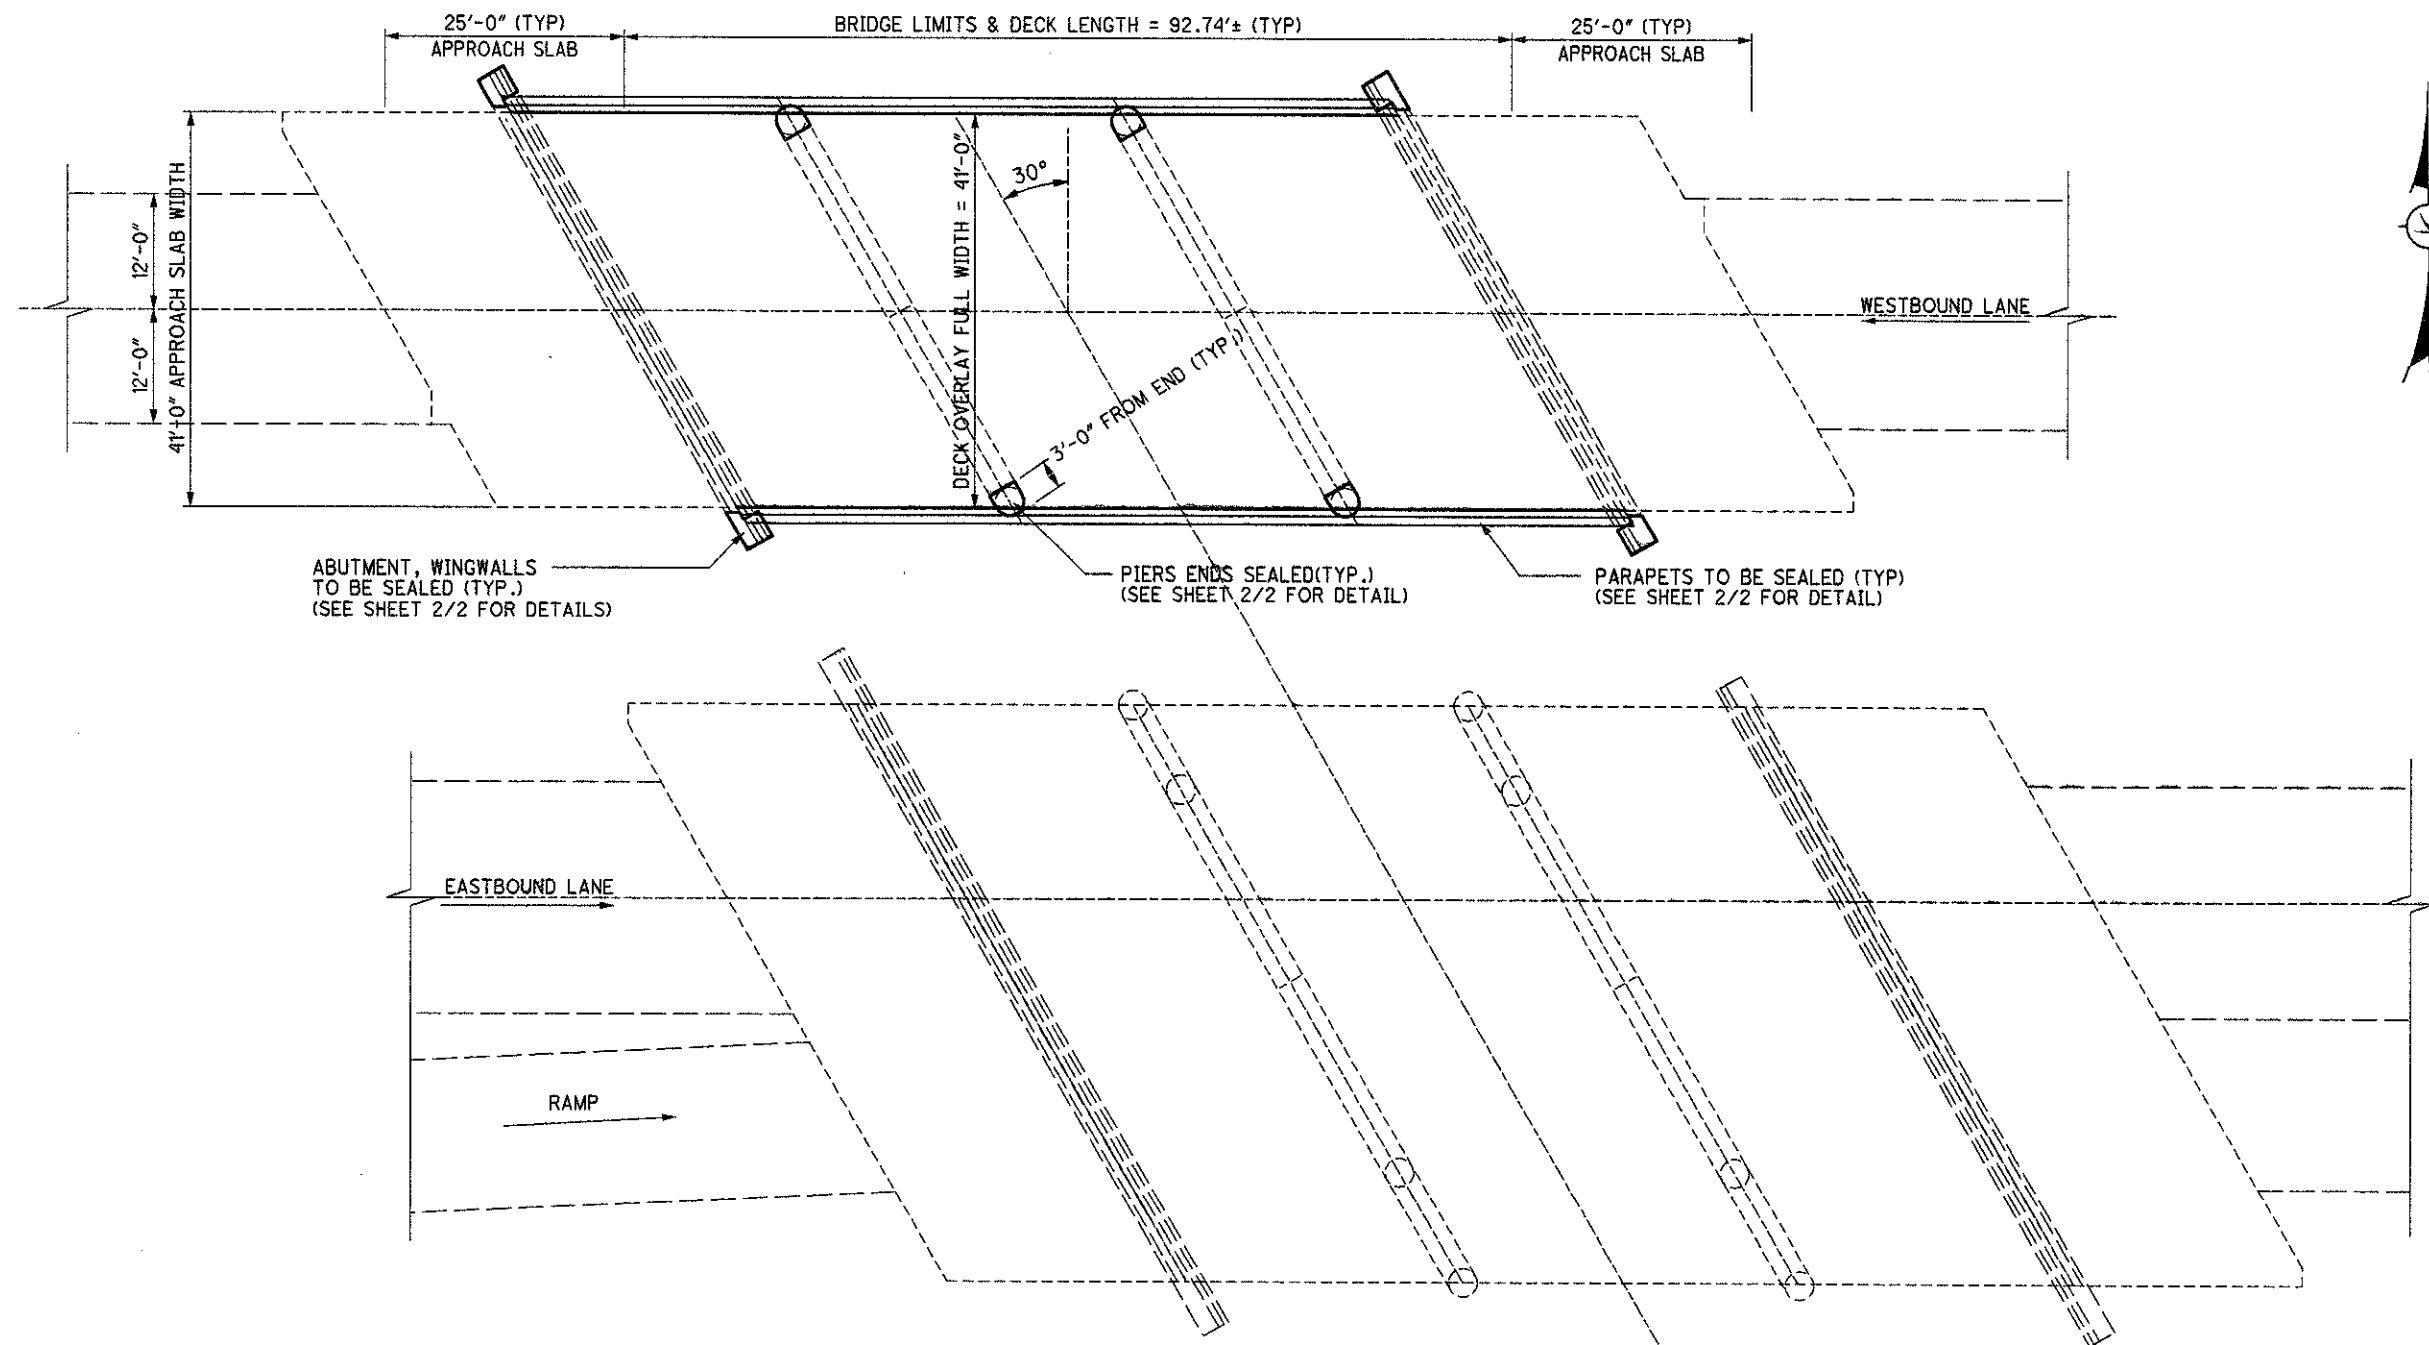 25'-0" (TYP)
APPROACH SLAB
BRIDGE LIMITS & DECK LENGTH = 92.74'± (TYP)
25'-0" (TYP)
APPROACH SLAB
41'-0" APPROACH SLAB WIDTH
12'-0"
12'-0"
DECK OVERLAY FULL WIDTH = 41'-0"
30°
3'-0" FROM END (TYP.)
WESTBOUND LANE
ABUTMENT, WINGWALLS
TO BE SEALED (TYP.)
(SEE SHEET 2/2 FOR DETAILS)
PIERS ENDS SEALED(TYP.)
(SEE SHEET 2/2 FOR DETAIL)
PARAPETS TO BE SEALED (TYP)
(SEE SHEET 2/2 FOR DETAIL)
EASTBOUND LANE
RAMP